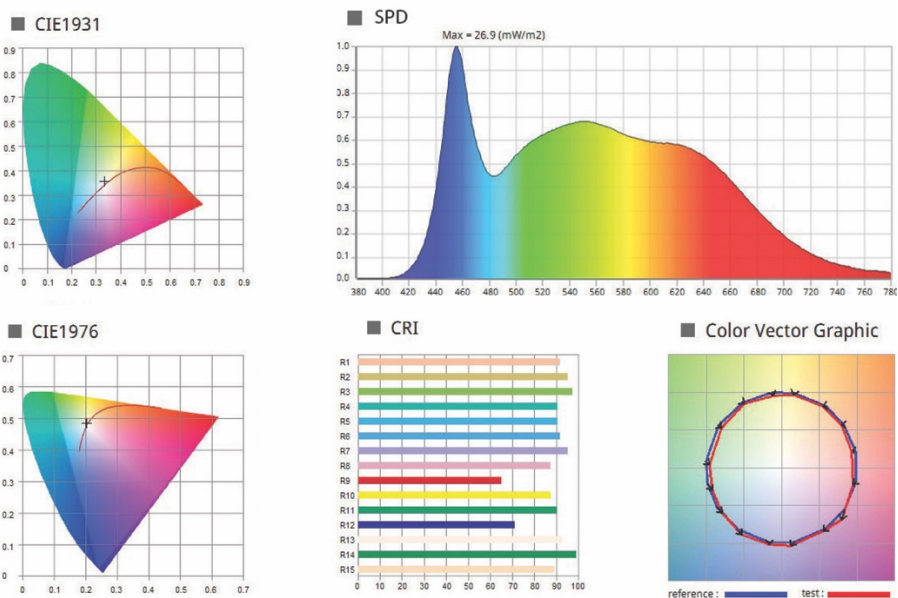 CIE1931
0.9
0.8
0.7
0.6
0.5
0.4
0.3
0.2
0.1
0
0 0.1 0.2 0.3 0.4 0.5 0.6 0.7 0.8 0.9
SPD
Max = 26.9 (mW/m2)
1.0
0.9
0.8
0.7
0.6
0.5
0.4
0.3
0.2
0.1
0.0
380 400 420 440 460 480 500 520 540 560 580 600 620 640 660 680 700 720 740 760 780
CIE1976
0.7
0.6
0.5
0.4
0.3
0.2
0.1
0
0 0.1 0.2 0.3 0.4 0.5 0.6 0.7
CRI
R1
R2
R3
R4
R5
R6
R7
R8
R9
R10
R11
R12
R13
R14
R15
0 10 20 30 40 50 60 70 80 90 100
Color Vector Graphic
reference : test :